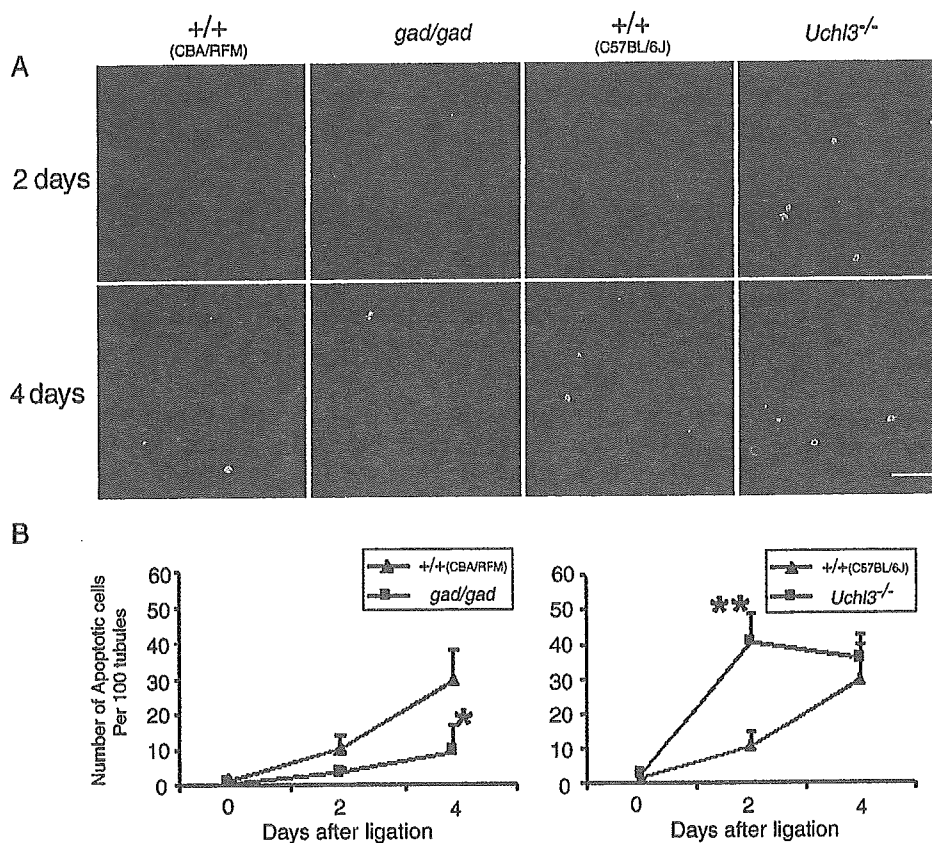 +/+ gad/gad +/+ Uchl3-/-
(CBA/RFM) (C57BL/6J)
A
2 days
4 days
B
+/+(CBA/RFM)
gad/gad
Number of Apoptotic cells
Per 100 tubules
60
50
40
30
20
10
0
*
0 2 4
Days after ligation
+/+(C57BL/6J)
Uchl3-/-
60
50
40
30
20
10
0
**
0 2 4
Days after ligation